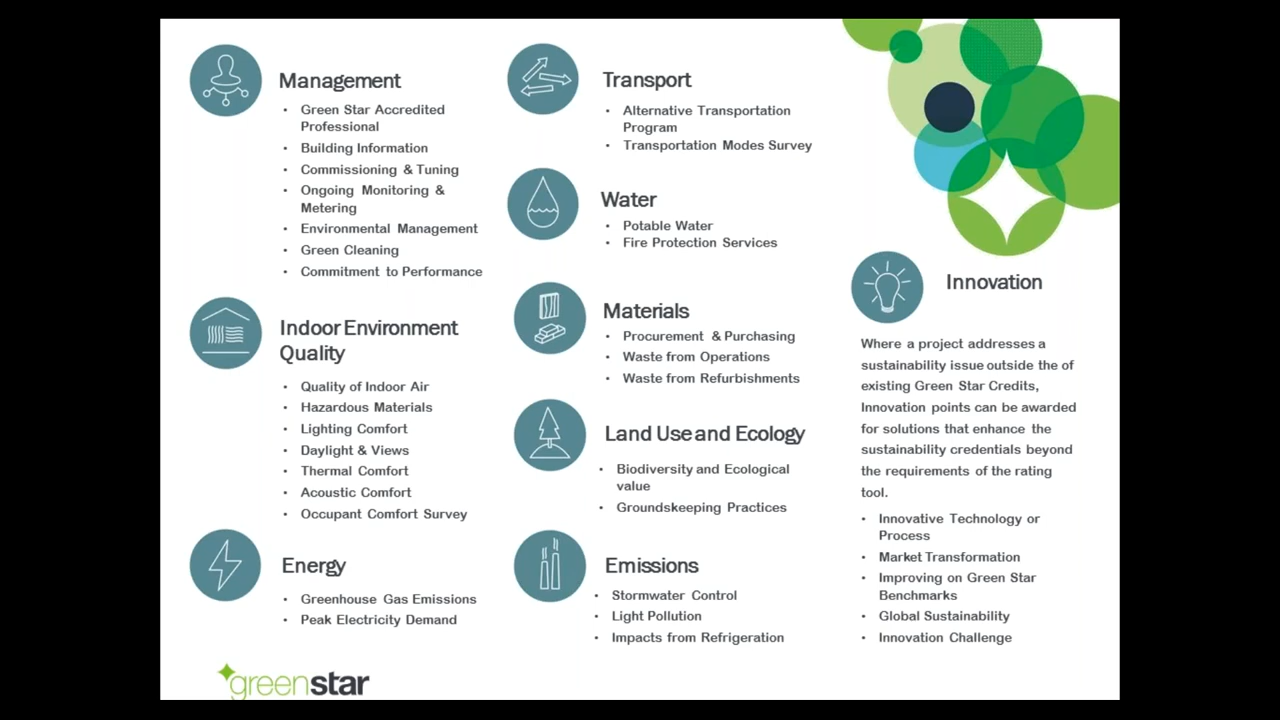 Management
• Green Star Accredited
Professional
• Building Information
• Commissioning & Tuning
• Ongoing Monitoring &
Metering
• Environmental Management
• Green Cleaning
• Commitment to Performance
Indoor Environment
Quality
• Quality of Indoor Air
• Hazardous Materials
• Lighting Comfort
• Daylight & Views
• Thermal Comfort
• Acoustic Comfort
• Occupant Comfort Survey
Energy
• Greenhouse Gas Emissions
• Peak Electricity Demand
Transport
• Alternative Transportation
Program
• Transportation Modes Survey
Water
• Potable Water
• Fire Protection Services
Materials
• Procurement & Purchasing
• Waste from Operations
• Waste from Refurbishments
Land Use and Ecology
• Biodiversity and Ecological
value
• Groundskeeping Practices
Emissions
• Stormwater Control
• Light Pollution
• Impacts from Refrigeration
Innovation
Where a project addresses a
sustainability issue outside the of
existing Green Star Credits,
Innovation points can be awarded
for solutions that enhance the
sustainability credentials beyond
the requirements of the rating
tool.
• Innovative Technology or
Process
• Market Transformation
• Improving on Green Star
Benchmarks
• Global Sustainability
• Innovation Challenge
greenstar